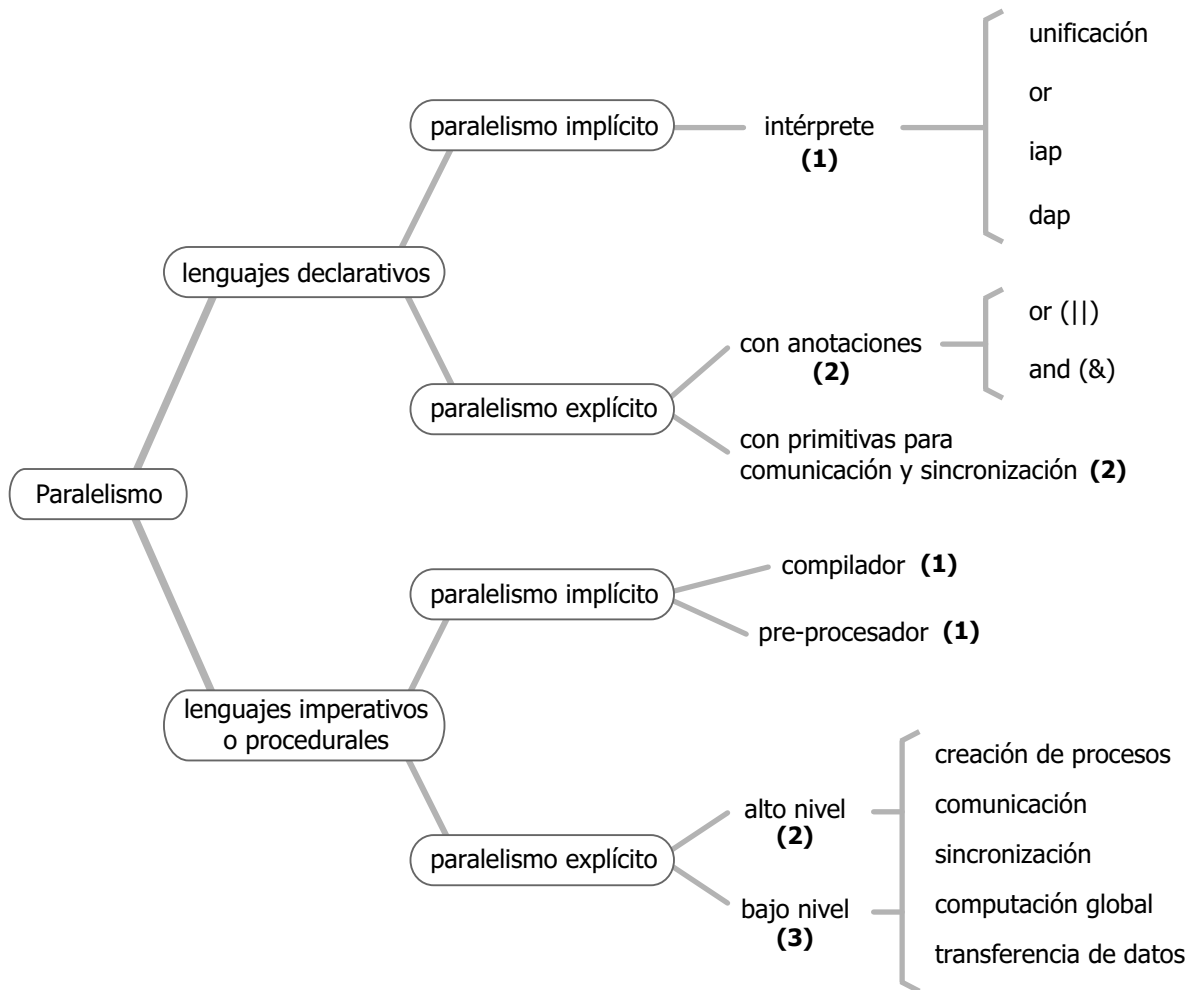 unificación
or
paralelismo implícito
intérprete
(1)
iap
dap
lenguajes declarativos
or (||)
con anotaciones
(2)
and (&)
paralelismo explícito
con primitivas para
comunicación y sincronización (2)
Paralelismo
compilador (1)
paralelismo implícito
pre-procesador (1)
lenguajes imperativos
o procedurales
creación de procesos
alto nivel
(2)
comunicación
sincronización
paralelismo explícito
bajo nivel
(3)
computación global
transferencia de datos